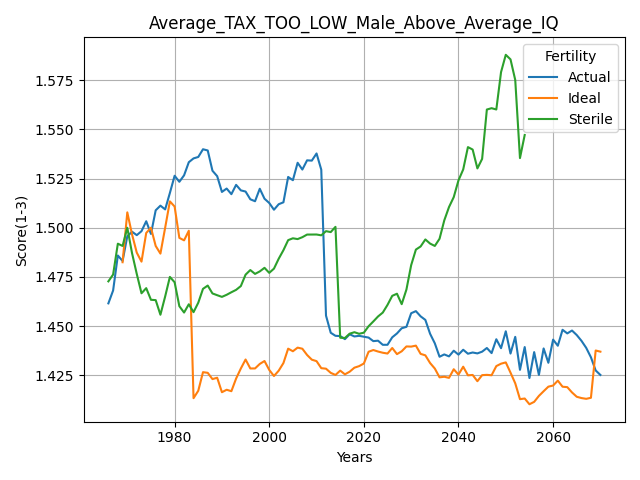 Average_TAX_TOO_LOW_Male_Above_Average_IQ
Fertility
Actual
Ideal
Sterile
Score(1-3)
1.575
1.550
1.525
1.500
1.475
1.450
1.425
1980
2000
2020
2040
2060
Years